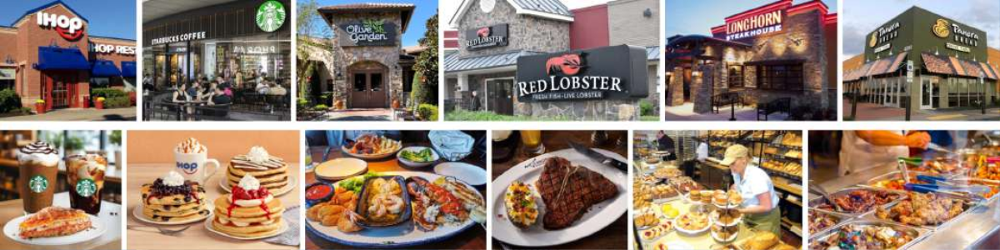 IHOP
IHOP RES
STARBUCKS COFFEE
Olive
Garden
RED LOBSTER
RED LOBSTER
FRESH FISH • LIVE LOBSTER
LONGHORN
STEAKHOUSE
Panera
BREAD
Panera
BREAD
IHOP